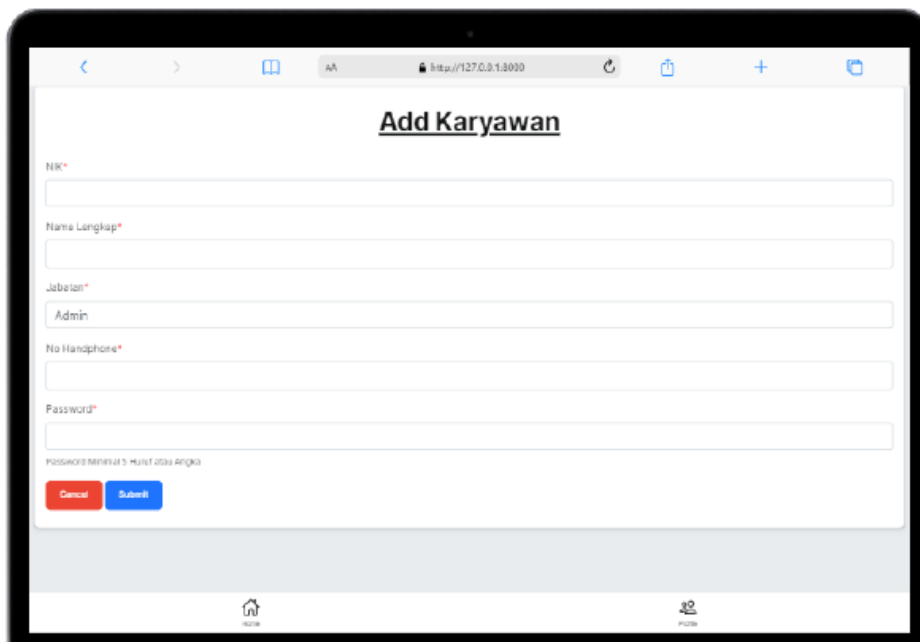 AA http://127.0.0.1:8000
Add Karyawan
NIK*
Nama Lengkap*
Jabatan*
Admin
No Handphone*
Password*
Password Minimal 5 Huruf atau Angka
Cancel Submit
Home Profile